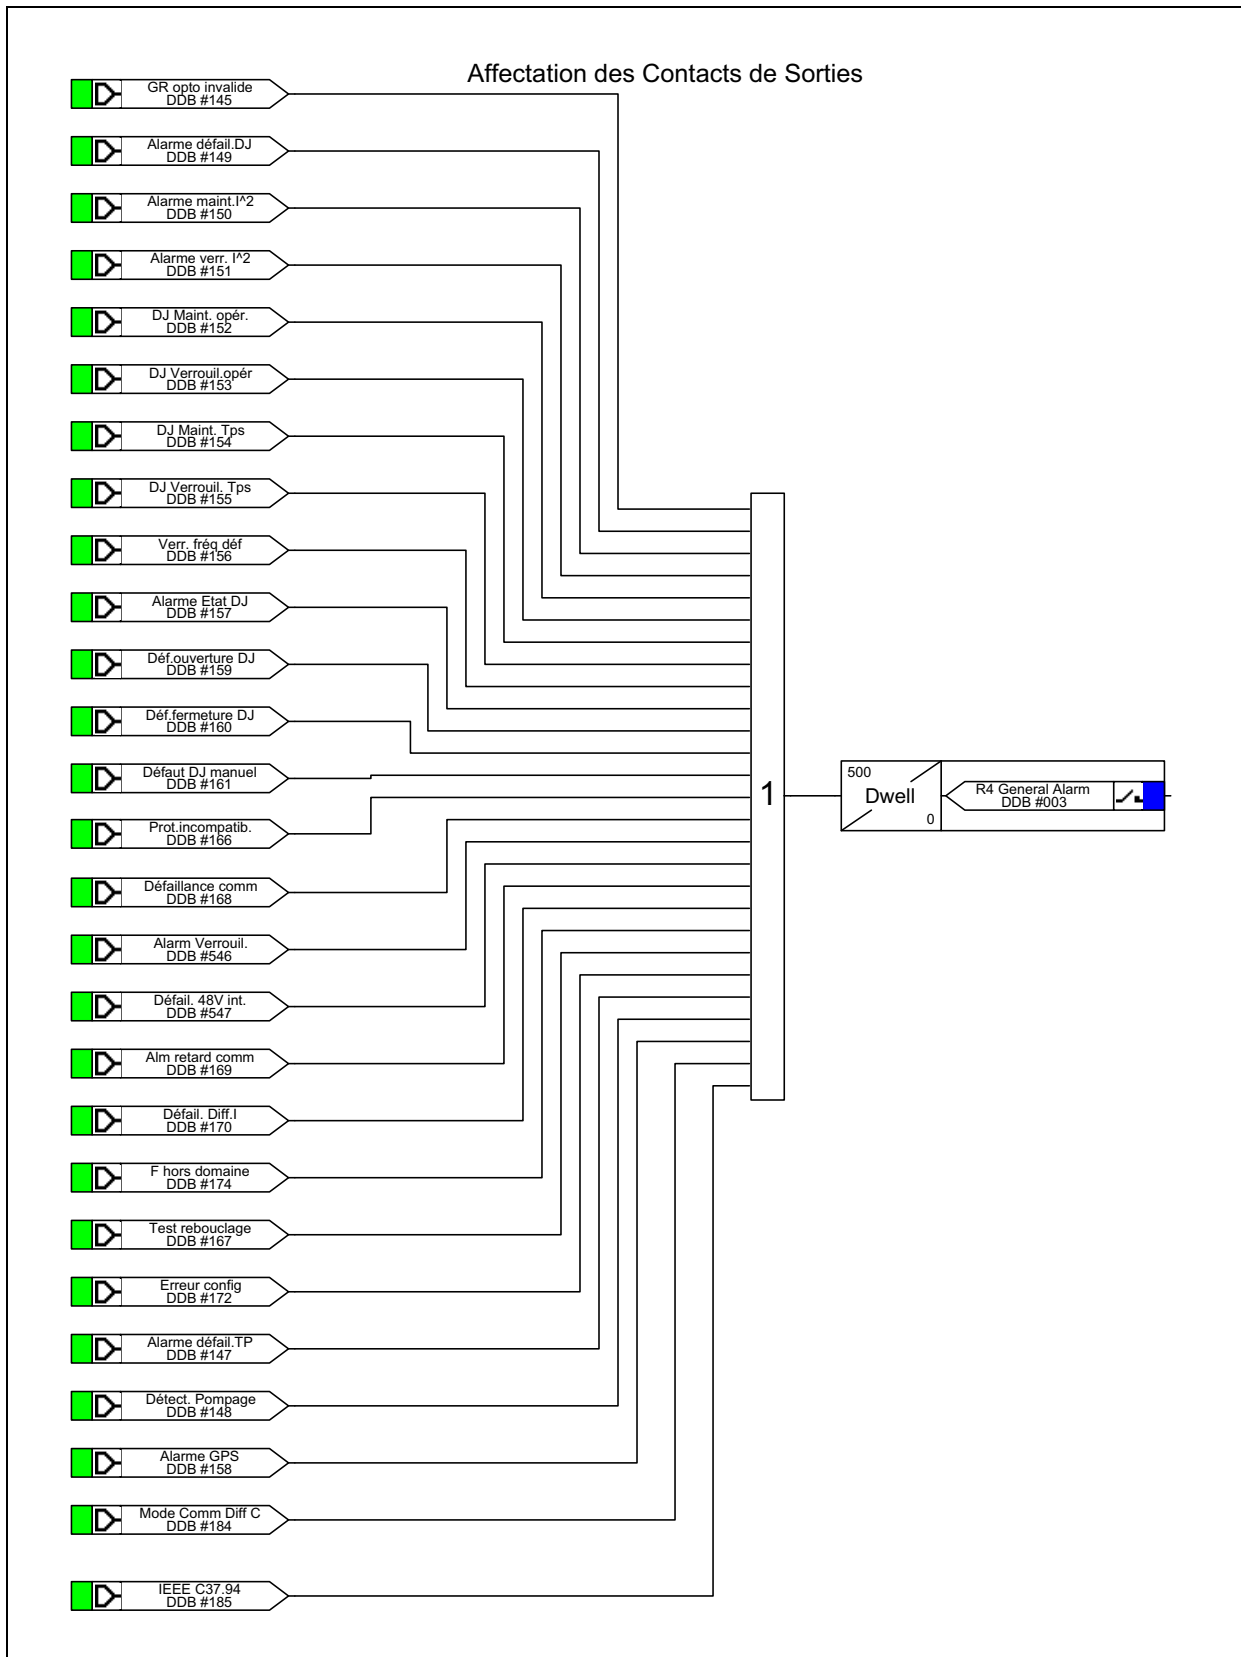 Affectation des Contacts de Sorties
GR opto invalide
DDB #145
Alarme défail.DJ
DDB #149
Alarme maint.I^2
DDB #150
Alarme verr. I^2
DDB #151
DJ Maint. opér.
DDB #152
DJ Verrouil.opér
DDB #153
DJ Maint. Tps
DDB #154
DJ Verrouil. Tps
DDB #155
Verr. fréq déf
DDB #156
Alarme Etat DJ
DDB #157
Déf.ouverture DJ
DDB #159
Déf.fermeture DJ
DDB #160
Défaut DJ manuel
DDB #161
Prot.incompatib.
DDB #166
Défaillance comm
DDB #168
Alarm Verrouil.
DDB #546
Défail. 48V int.
DDB #547
Alm retard comm
DDB #169
Défail. Diff.I
DDB #170
F hors domaine
DDB #174
Test rebouclage
DDB #167
Erreur config
DDB #172
Alarme défail.TP
DDB #147
Détect. Pompage
DDB #148
Alarme GPS
DDB #158
Mode Comm Diff C
DDB #184
IEEE C37.94
DDB #185
1
500
Dwell
0
R4 General Alarm
DDB #003